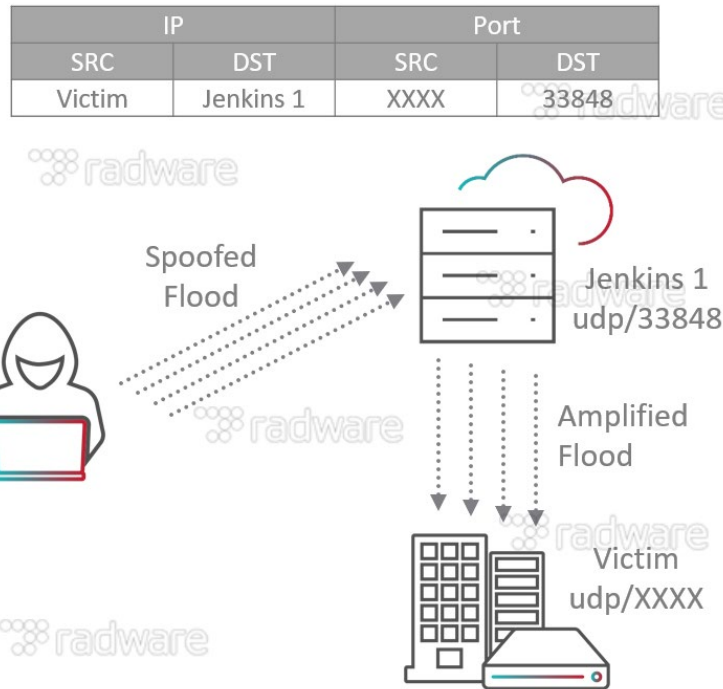 IP Port
SRC DST SRC DST
Victim Jenkins 1 XXXX 33848
radware
radware
Spoofed
Flood
radware
Jenkins 1
udp/33848
radware
Amplified
Flood
radware
Victim
udp/XXXX
radware